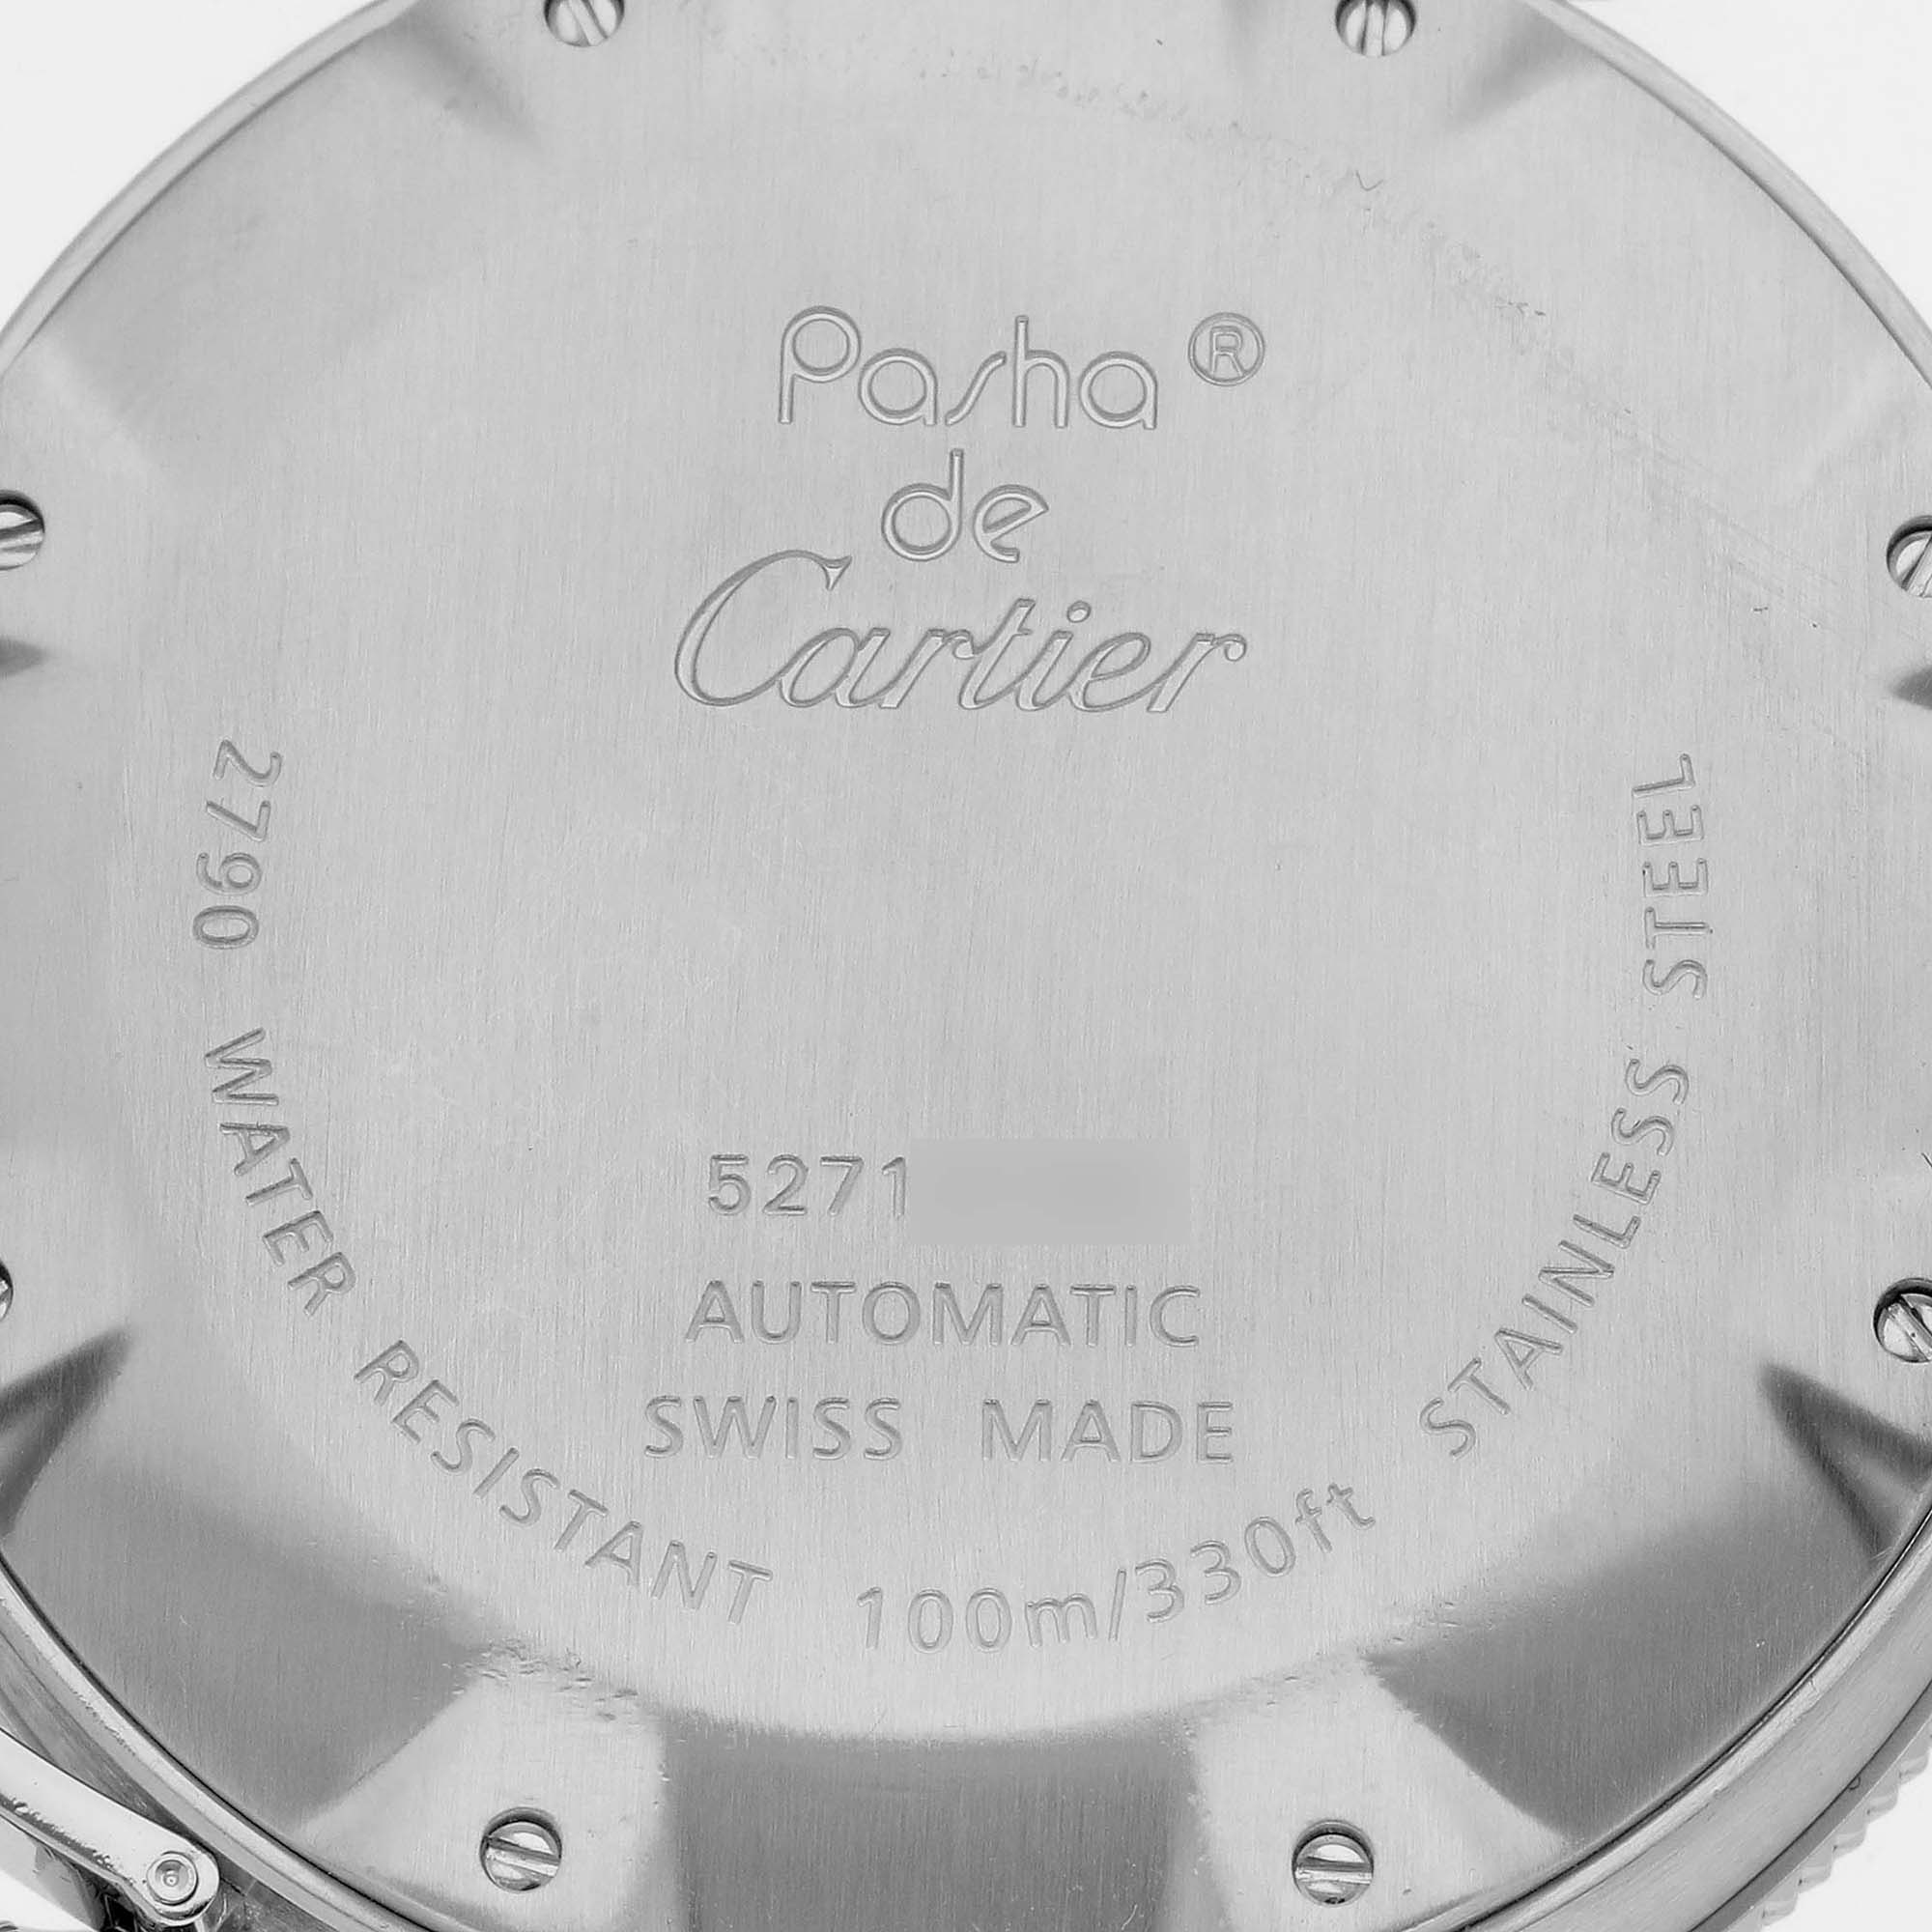 Pasha ®
de
Cartier
5271
AUTOMATIC
SWISS MADE
2790 WATER RESISTANT 100m/330ft STAINLESS STEEL